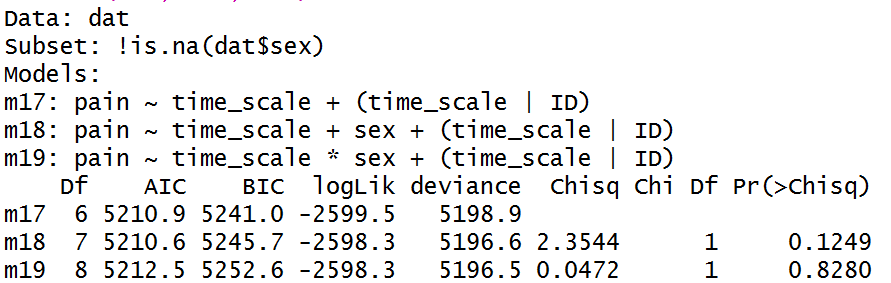 Data: dat
Subset: !is.na(dat$sex)
Models:
m17: pain ~ time_scale + (time_scale | ID)
m18: pain ~ time_scale + sex + (time_scale | ID)
m19: pain ~ time_scale * sex + (time_scale | ID)
    Df    AIC    BIC  logLik deviance  Chisq Chi Df Pr(>Chisq)
m17  6 5210.9 5241.0 -2599.5   5198.9
m18  7 5210.6 5245.7 -2598.3   5196.6 2.3544      1     0.1249
m19  8 5212.5 5252.6 -2598.3   5196.5 0.0472      1     0.8280